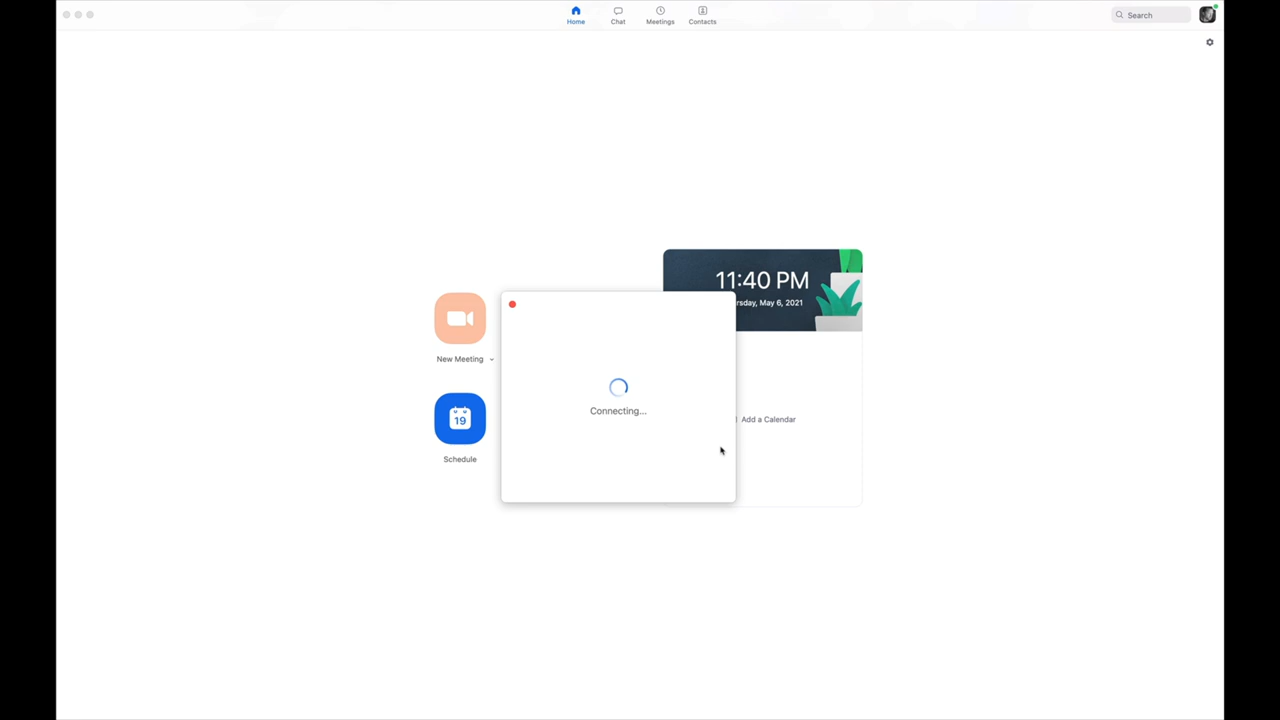 Home
Chat
Meetings
Contacts
Search
11:40 PM
rsday, May 6, 2021
New Meeting
Connecting...
Add a Calendar
19
Schedule